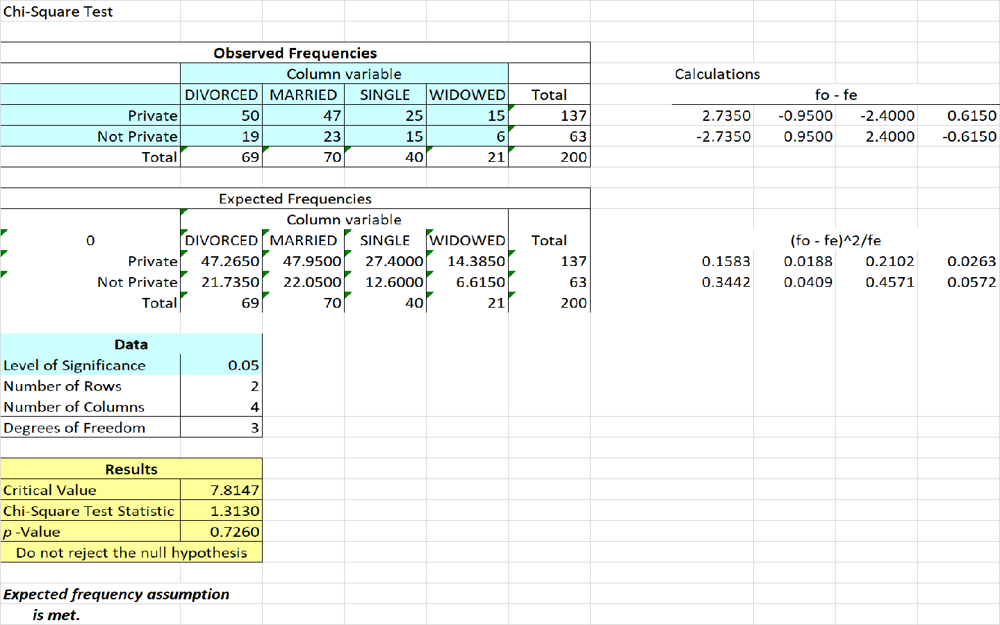 Chi-Square Test
Observed Frequencies
Column variable Calculations
DIVORCED MARRIED SINGLE WIDOWED Total fo - fe
Private 50 47 25 15 137 2.7350 -0.9500 -2.4000 0.6150
Not Private 19 23 15 6 63 -2.7350 0.9500 2.4000 -0.6150
Total 69 70 40 21 200
Expected Frequencies
Column variable
0 DIVORCED MARRIED SINGLE WIDOWED Total (fo - fe)^2/fe
Private 47.2650 47.9500 27.4000 14.3850 137 0.1583 0.0188 0.2102 0.0263
Not Private 21.7350 22.0500 12.6000 6.6150 63 0.3442 0.0409 0.4571 0.0572
Total 69 70 40 21 200
Data
Level of Significance 0.05
Number of Rows 2
Number of Columns 4
Degrees of Freedom 3
Results
Critical Value 7.8147
Chi-Square Test Statistic 1.3130
p -Value 0.7260
Do not reject the null hypothesis
Expected frequency assumption
is met.